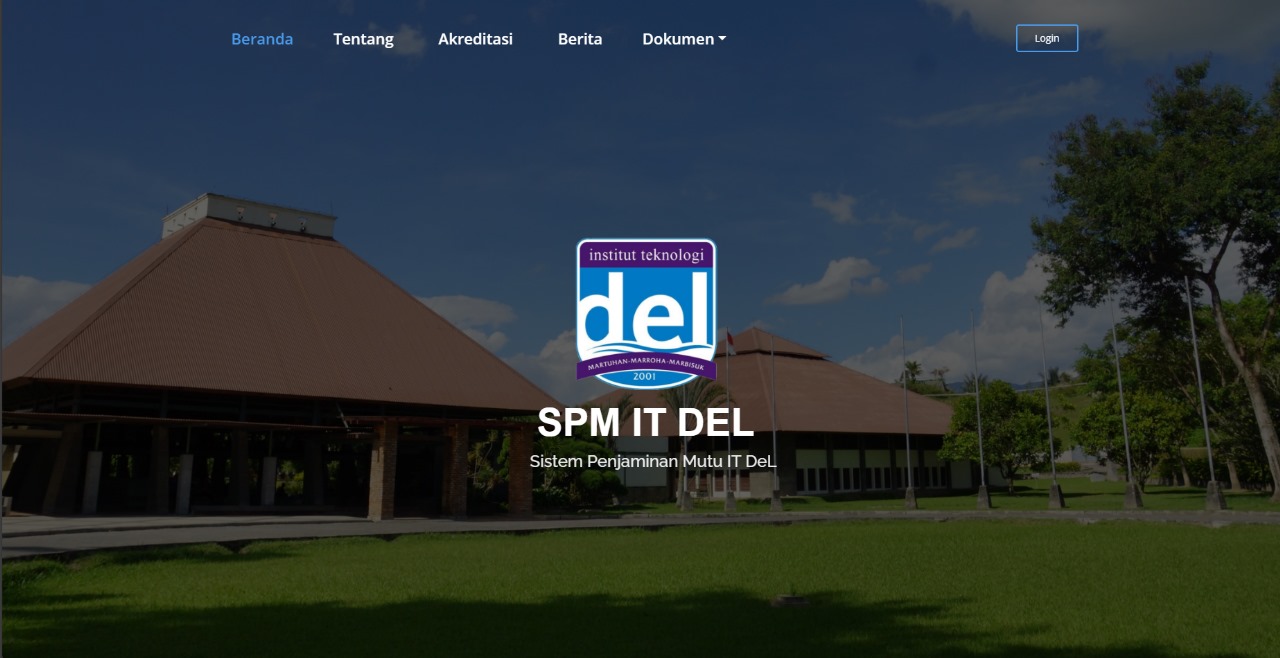 Beranda Tentang Akreditasi Berita Dokumen Login
institut teknologi
del
MARTUHAN-MARROHA-MARBISUK
2001
SPM IT DEL
Sistem Penjaminan Mutu IT DeL